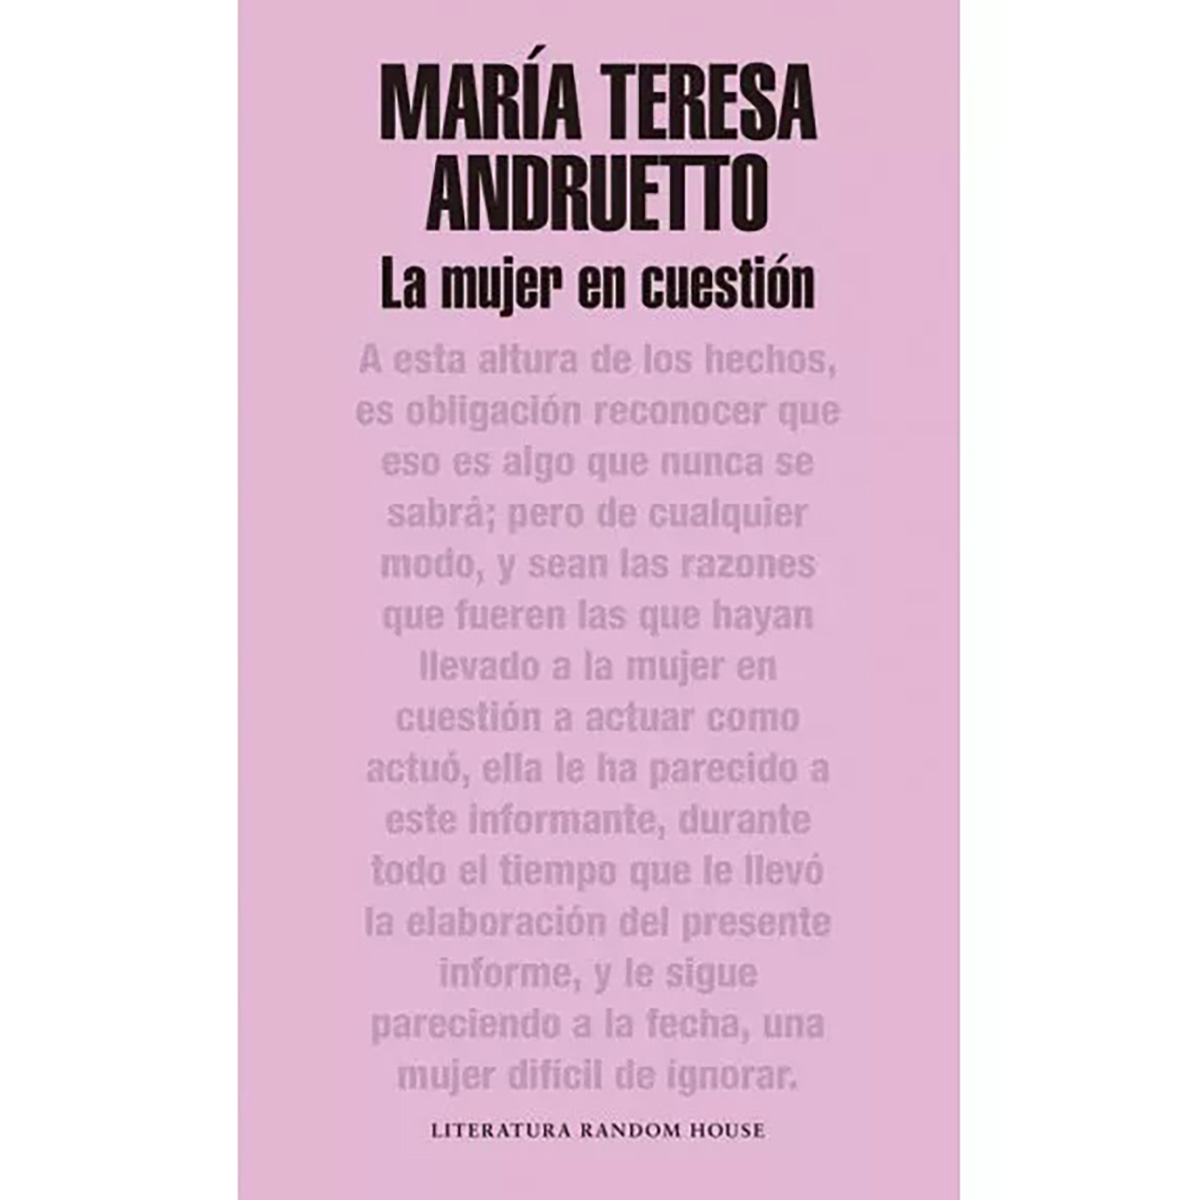 MARÍA TERESA
ANDRUETTO
La mujer en cuestión
A esta altura de los hechos,
es obligación reconocer que
eso es algo que nunca se
sabrá; pero de cualquier
modo, y sean las razones
que fueren las que hayan
llevado a la mujer en
cuestión a actuar como
actuó, ella le ha parecido a
este informante, durante
todo el tiempo que le llevó
la elaboración del presente
informe, y le sigue
pareciendo a la fecha, una
mujer difícil de ignorar.
LITERATURA RANDOM HOUSE